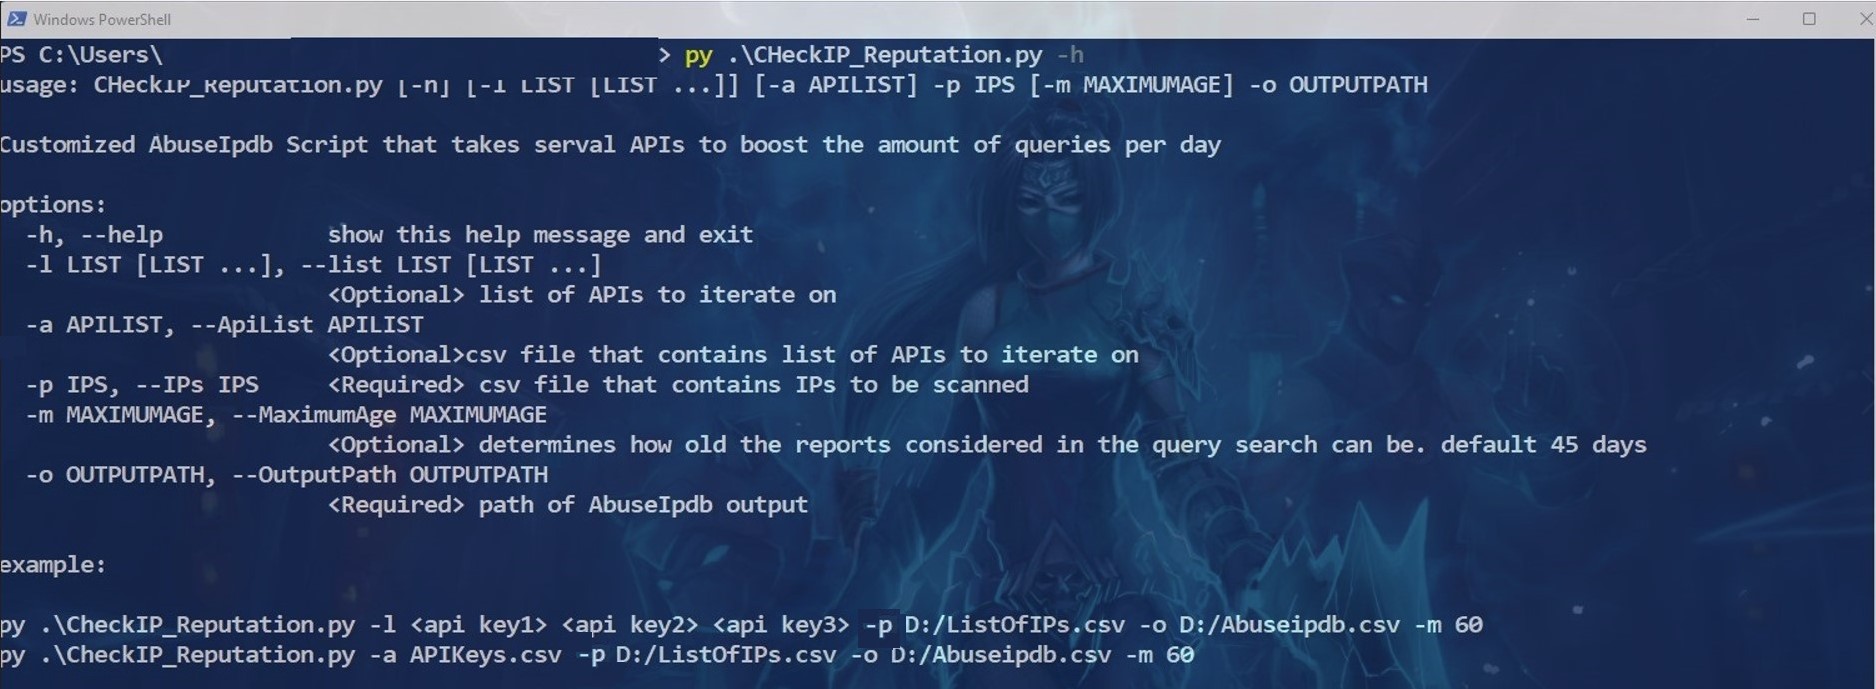 Windows PowerShell
PS C:\Users\ > py .\CHeckIP_Reputation.py -h
usage: CHeckIP_Reputation.py [-h] [-l LIST [LIST ...]] [-a APILIST] -p IPS [-m MAXIMUMAGE] -o OUTPUTPATH
Customized AbuseIpdb Script that takes serval APIs to boost the amount of queries per day
options:
-h, --help show this help message and exit
-l LIST [LIST ...], --list LIST [LIST ...]
<Optional> list of APIs to iterate on
-a APILIST, --ApiList APILIST
<Optional>csv file that contains list of APIs to iterate on
-p IPS, --IPs IPS <Required> csv file that contains IPs to be scanned
-m MAXIMUMAGE, --MaximumAge MAXIMUMAGE
<Optional> determines how old the reports considered in the query search can be. default 45 days
-o OUTPUTPATH, --OutputPath OUTPUTPATH
<Required> path of AbuseIpdb output
example:
py .\CheckIP_Reputation.py -l <api key1> <api key2> <api key3> -p D:/ListOfIPs.csv -o D:/Abuseipdb.csv -m 60
py .\CheckIP_Reputation.py -a APIKeys.csv -p D:/ListOfIPs.csv -o D:/Abuseipdb.csv -m 60